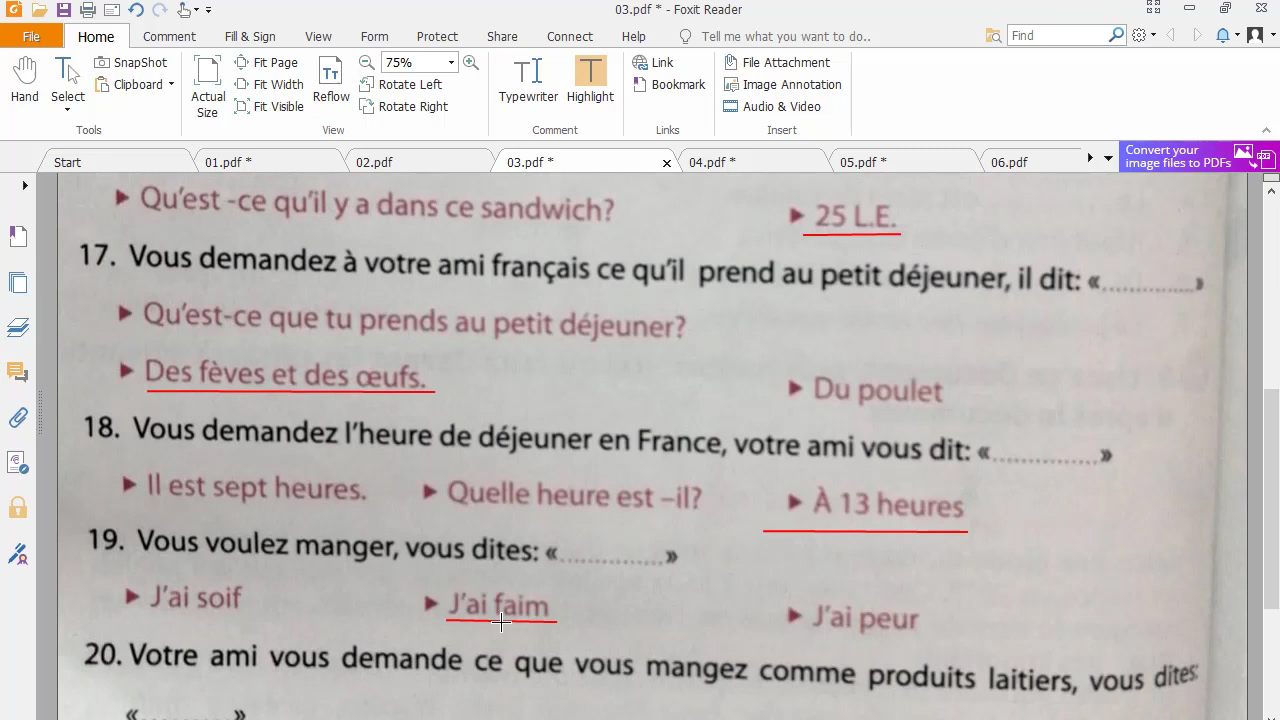 03.pdf * - Foxit Reader
File Home Comment Fill & Sign View Form Protect Share Connect Help Tell me what you want to do.. Find
Hand Select SnapShot Clipboard Actual Size Fit Page Fit Width Fit Visible Reflow 75% Rotate Left Rotate Right Typewriter Highlight Link Bookmark File Attachment Image Annotation Audio & Video
Tools View Comment Links Insert
Start 01.pdf * 02.pdf 03.pdf * 04.pdf * 05.pdf * 06.pdf Convert your
image files to PDFs
Qu'est -ce qu'il y a dans ce sandwich? 25 L.E.
17. Vous demandez à votre ami français ce qu'il prend au petit déjeuner, il dit: «..............»
Qu'est-ce que tu prends au petit déjeuner?
Des fèves et des œufs. Du poulet
18. Vous demandez l'heure de déjeuner en France, votre ami vous dit: «................»
Il est sept heures. Quelle heure est –il? À 13 heures
19. Vous voulez manger, vous dites: «................»
J'ai soif J'ai faim J'ai peur
20. Votre ami vous demande ce que vous mangez comme produits laitiers, vous dites:
«..............»